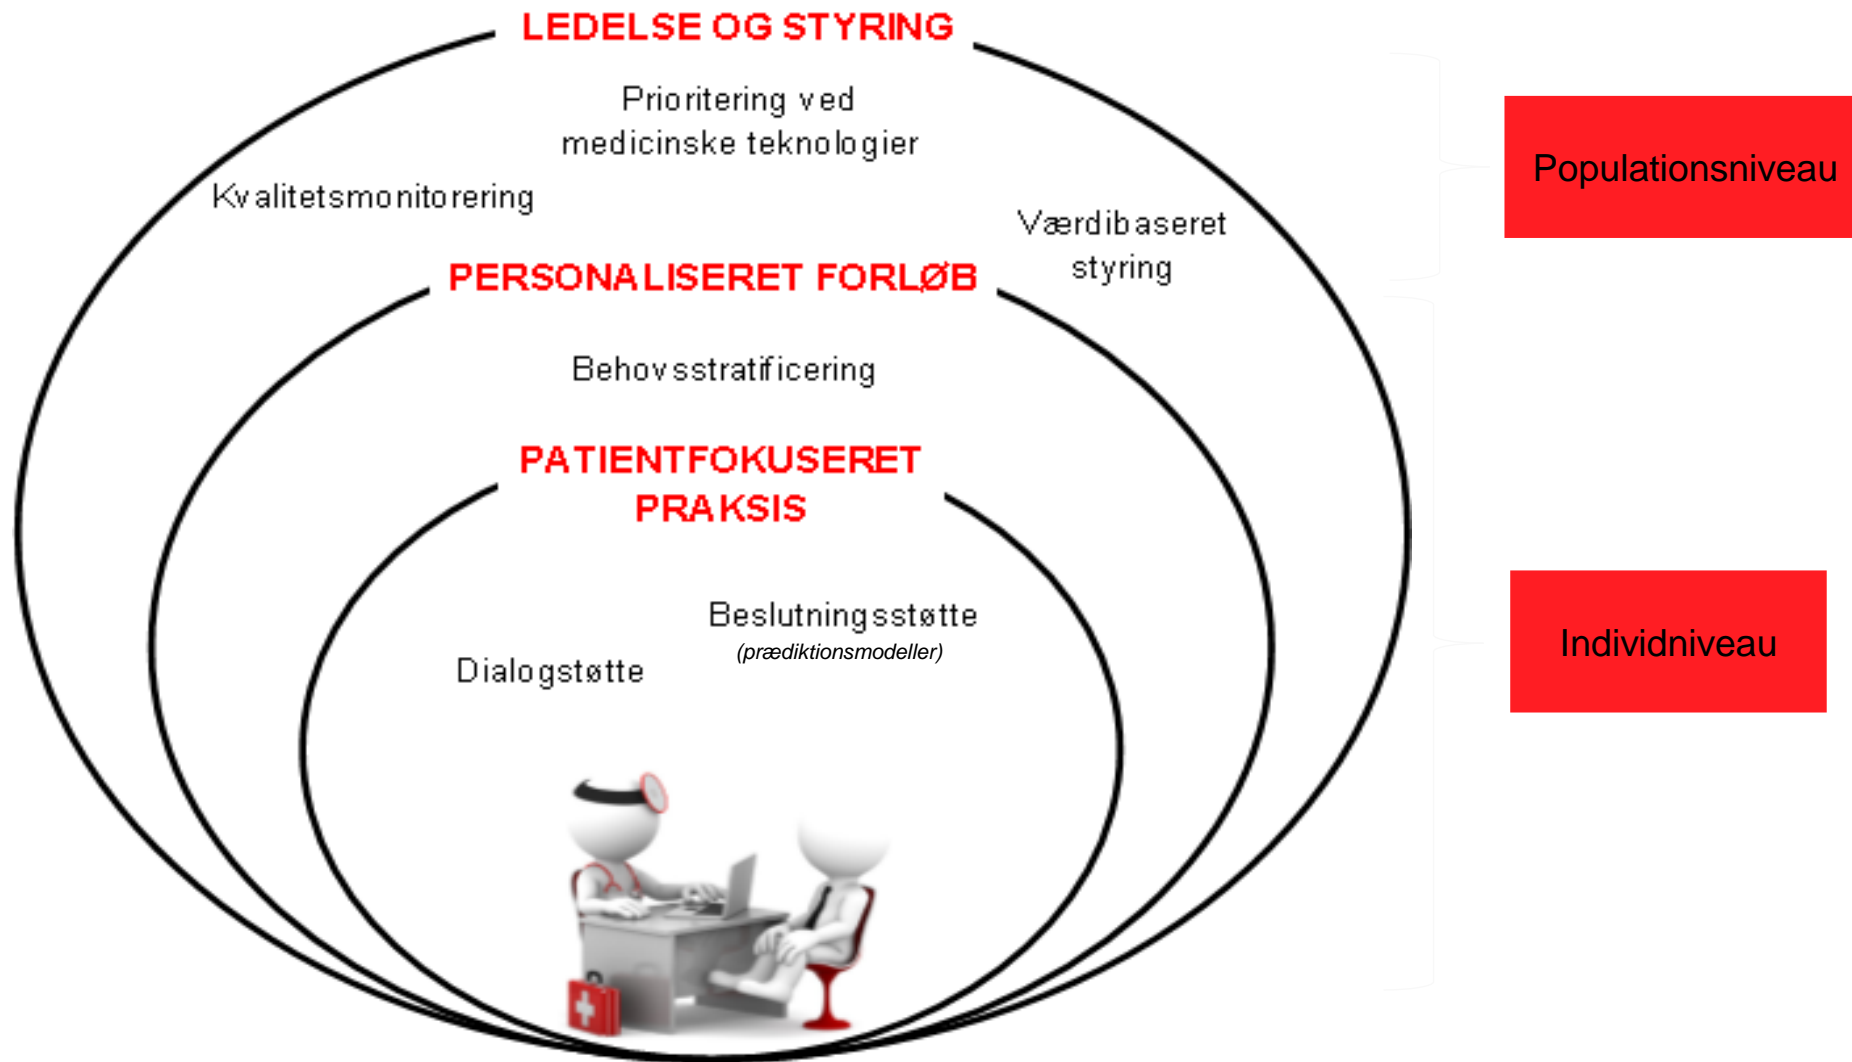 LEDELSE OG STYRING
Prioritering ved
medicinske teknologier
Kvalitetsmonitorering
Værdibaseret
styring
PERSONALISERET FORLØB
Behovsstratificering
PATIENTFOKUSERET
PRAKSIS
Beslutningsstøtte
(prædiktionsmodeller)
Dialogstøtte
Populationsniveau
Individniveau